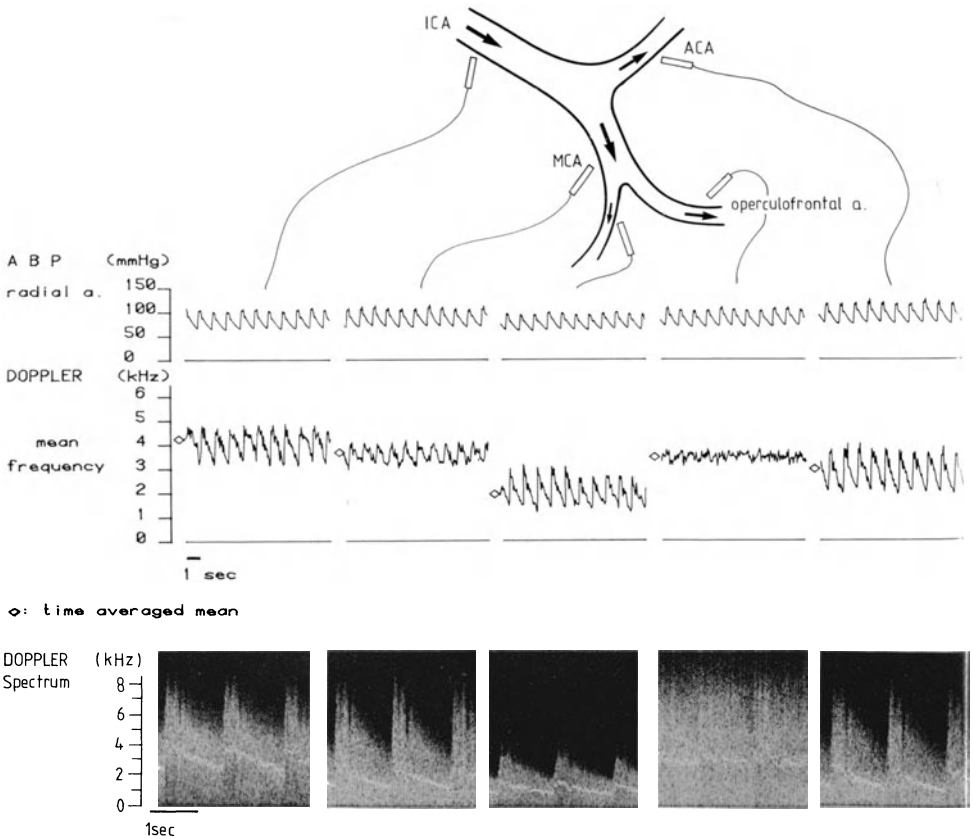 ICA
ACA
MCA
operculofrontal a.
A B P (mmHg)
radial a.
150
100
50
0
DOPPLER (kHz)
6
5
4
3
2
1
0
mean
frequency
1 sec
◇: time averaged mean
DOPPLER (kHz)
Spectrum
8
6
4
2
0
1sec